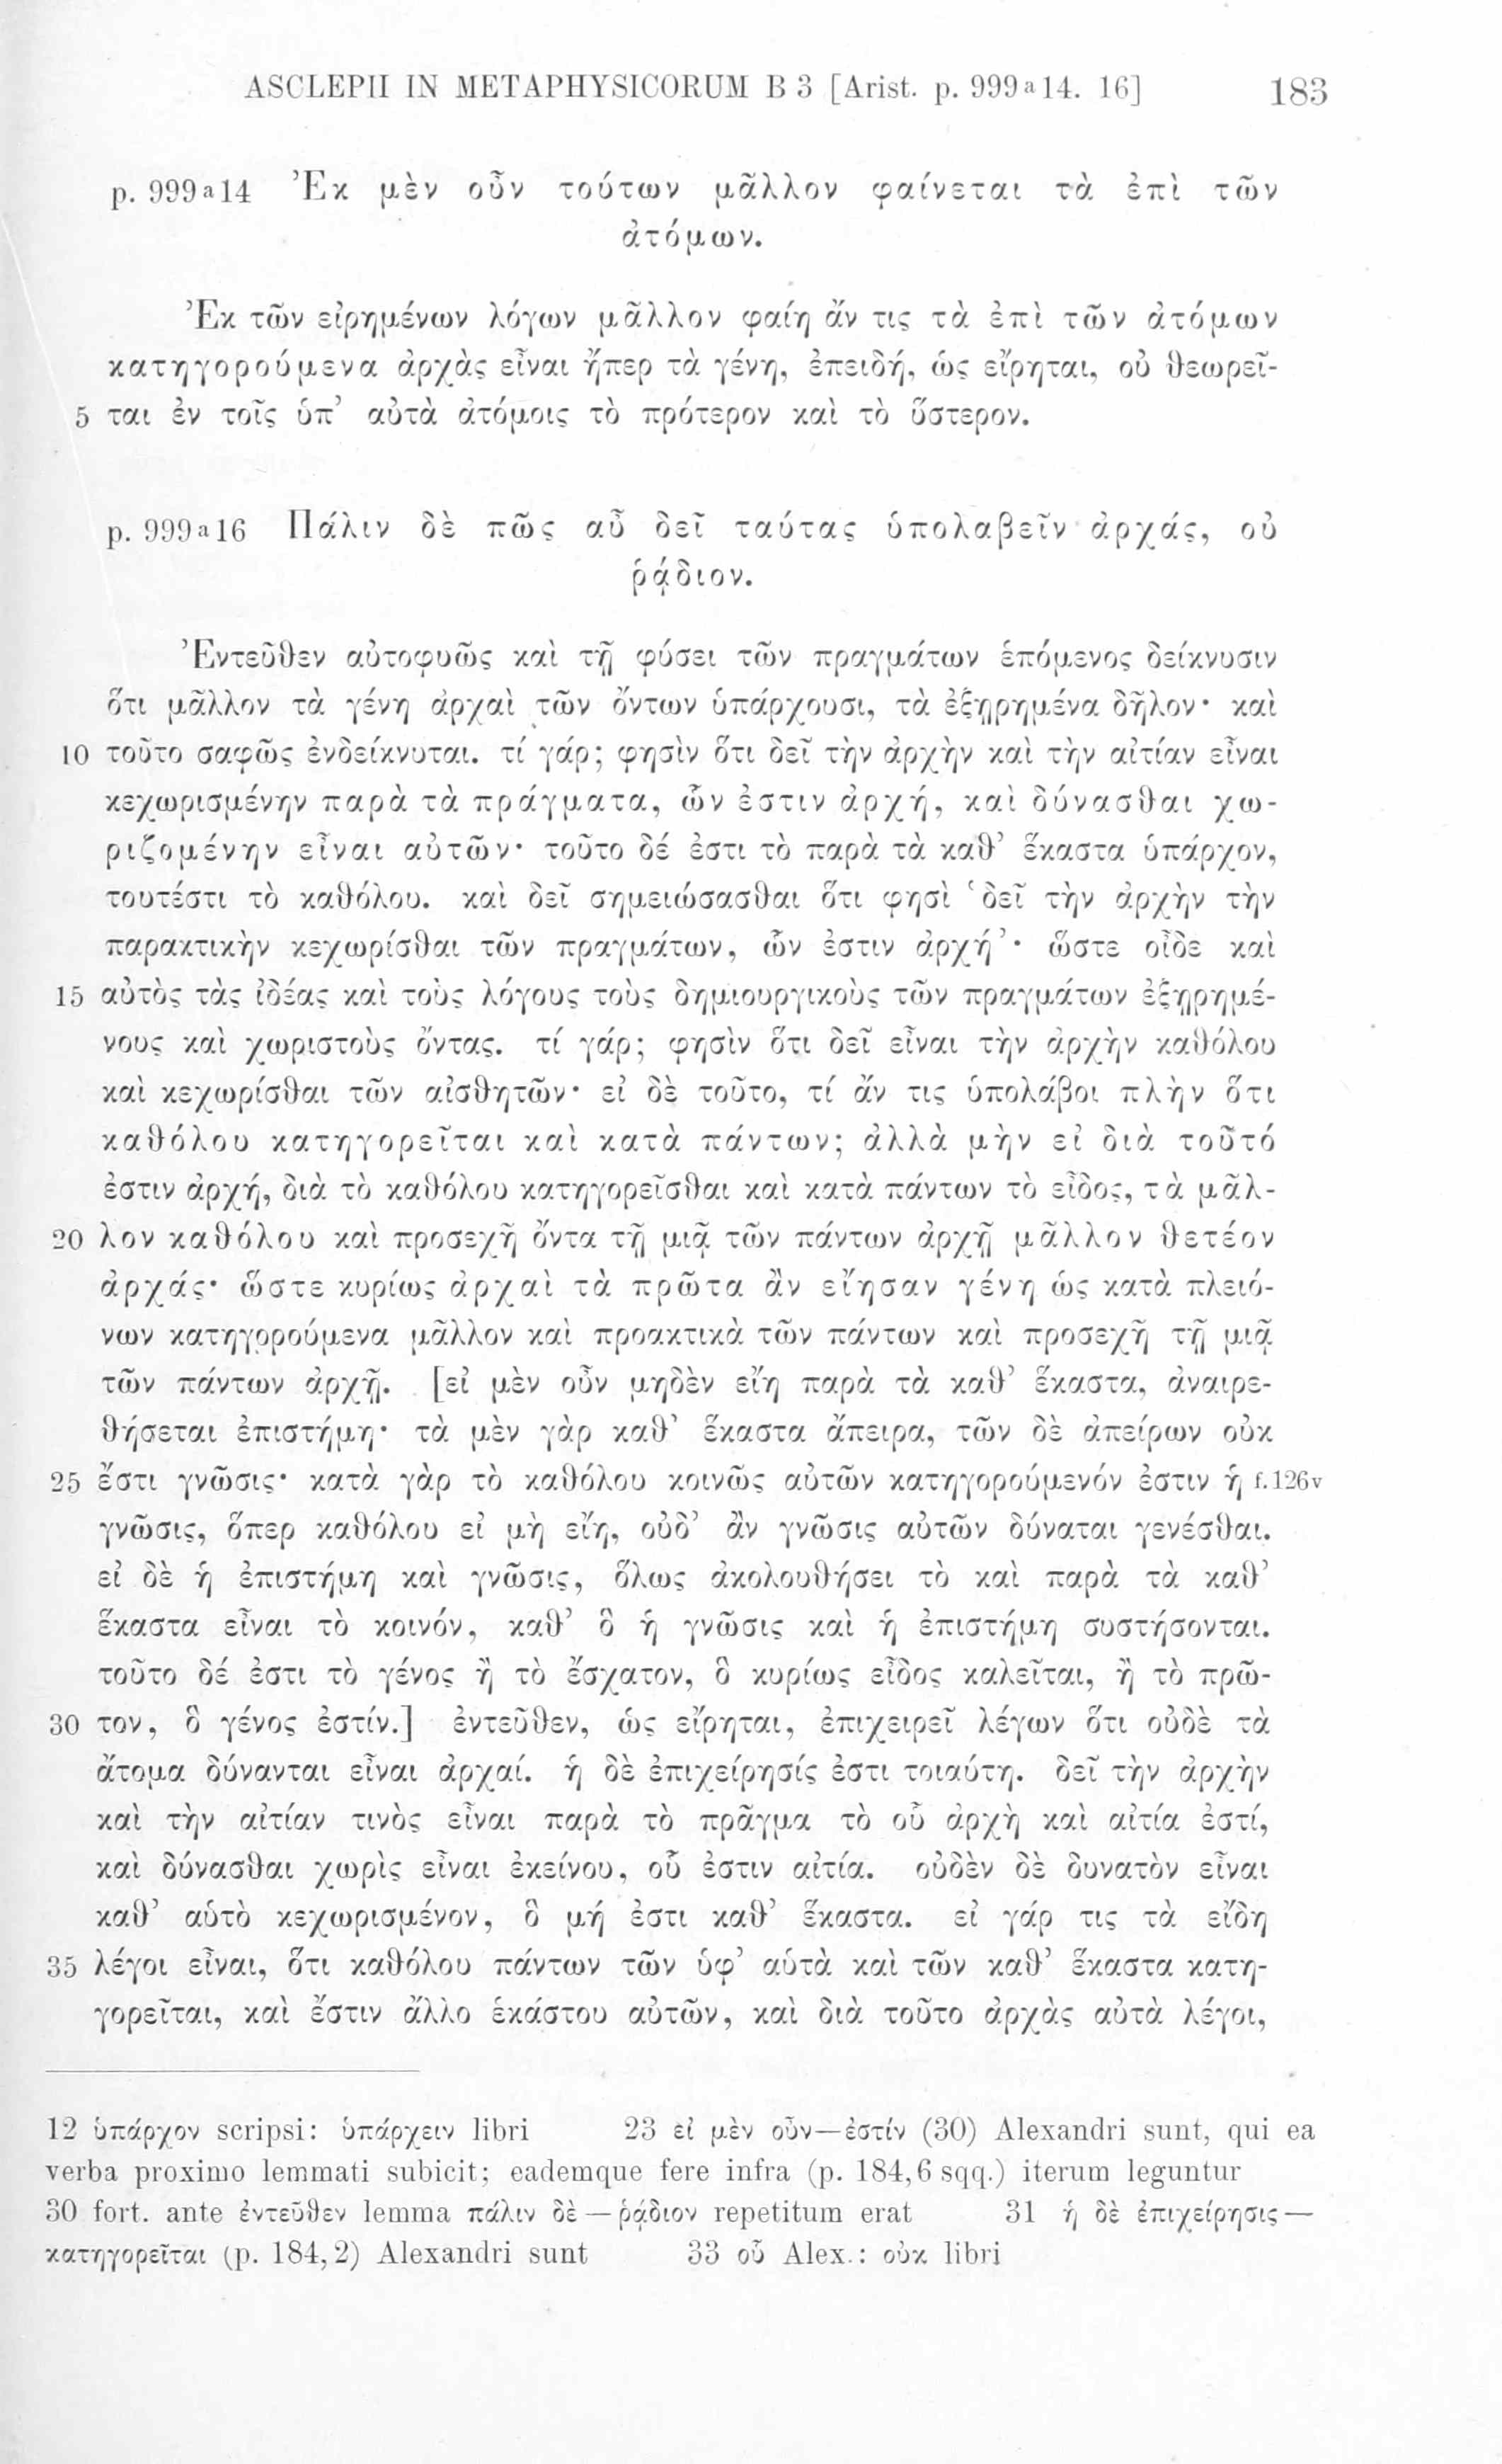 ASCLEPII IN METAPHYSICORUM B 3 [Arist. p. 999ᵃ14. 16] 183
p. 999ᵃ14 Ἐκ μὲν οὖν τούτων μᾶλλον φαίνεται τὰ ἐπὶ τῶν
ἀτόμων.
Ἐκ τῶν εἰρημένων λόγων μᾶλλον φαίη ἄν τις τὰ ἐπὶ τῶν ἀτόμων
κατηγορούμενα ἀρχὰς εἶναι ἤπερ τὰ γένη, ἐπειδή, ὡς εἴρηται, οὐ θεωρεῖ-
5 ται ἐν τοῖς ὑπ’ αὐτὰ ἀτόμοις τὸ πρότερον καὶ τὸ ὕστερον.
p. 999ᵃ16 Πάλιν δὲ πῶς αὖ δεῖ ταύτας ὑπολαβεῖν ἀρχάς, οὐ
ῥᾴδιον.
Ἐντεῦθεν αὐτοφυῶς καὶ τῇ φύσει τῶν πραγμάτων ἑπόμενος δείκνυσιν
ὅτι μᾶλλον τὰ γένη ἀρχαὶ τῶν ὄντων ὑπάρχουσι, τὰ ἐξῃρημένα δῆλον· καὶ
10 τοῦτο σαφῶς ἐνδείκνυται. τί γάρ; φησὶν ὅτι δεῖ τὴν ἀρχὴν καὶ τὴν αἰτίαν εἶναι
κεχωρισμένην παρὰ τὰ πράγματα, ὧν ἐστιν ἀρχή, καὶ δύνασθαι χω-
ριζομένην εἶναι αὐτῶν· τοῦτο δέ ἐστι τὸ παρὰ τὰ καθ’ ἕκαστα ὑπάρχον,
τουτέστι τὸ καθόλου. καὶ δεῖ σημειώσασθαι ὅτι φησὶ ‘δεῖ τὴν ἀρχὴν τὴν
παρακτικὴν κεχωρίσθαι τῶν πραγμάτων, ὧν ἐστιν ἀρχή’· ὥστε οἶδε καὶ
15 αὐτὸς τὰς ἰδέας καὶ τοὺς λόγους τοὺς δημιουργικοὺς τῶν πραγμάτων ἐξῃρημέ-
νους καὶ χωριστοὺς ὄντας. τί γάρ; φησὶν ὅτι δεῖ εἶναι τὴν ἀρχὴν καθόλου
καὶ κεχωρίσθαι τῶν αἰσθητῶν· εἰ δὲ τοῦτο, τί ἄν τις ὑπολάβοι πλὴν ὅτι
καθόλου κατηγορεῖται καὶ κατὰ πάντων; ἀλλὰ μὴν εἰ διὰ τοῦτό
ἐστιν ἀρχή, διὰ τὸ καθόλου κατηγορεῖσθαι καὶ κατὰ πάντων τὸ εἶδος, τὰ μᾶλ-
20 λον καθόλου καὶ προσεχῆ ὄντα τῇ μιᾷ τῶν πάντων ἀρχῇ μᾶλλον θετέον
ἀρχάς· ὥστε κυρίως ἀρχαὶ τὰ πρῶτα ἂν εἴησαν γένη ὡς κατὰ πλειό-
νων κατηγορούμενα μᾶλλον καὶ προακτικὰ τῶν πάντων καὶ προσεχῆ τῇ μιᾷ
τῶν πάντων ἀρχῇ. [εἰ μὲν οὖν μηδὲν εἴη παρὰ τὰ καθ’ ἕκαστα, ἀναιρε-
θήσεται ἐπιστήμη· τὰ μὲν γὰρ καθ’ ἕκαστα ἄπειρα, τῶν δὲ ἀπείρων οὐκ
25 ἔστι γνῶσις· κατὰ γὰρ τὸ καθόλου κοινῶς αὐτῶν κατηγορούμενόν ἐστιν ἡ f.126v
γνῶσις, ὅπερ καθόλου εἰ μὴ εἴη, οὐδ’ ἂν γνῶσις αὐτῶν δύναται γενέσθαι.
εἰ δὲ ἡ ἐπιστήμη καὶ γνῶσις, ὅλως ἀκολουθήσει τὸ καὶ παρὰ τὰ καθ’
ἕκαστα εἶναι τὸ κοινόν, καθ’ ὃ ἡ γνῶσις καὶ ἡ ἐπιστήμη συστήσονται.
τοῦτο δέ ἐστι τὸ γένος ἢ τὸ ἔσχατον, ὃ κυρίως εἶδος καλεῖται, ἢ τὸ πρῶ-
30 τον, ὃ γένος ἐστίν.] ἐντεῦθεν, ὡς εἴρηται, ἐπιχειρεῖ λέγων ὅτι οὐδὲ τὰ
ἄτομα δύνανται εἶναι ἀρχαί. ἡ δὲ ἐπιχείρησίς ἐστι τοιαύτη. δεῖ τὴν ἀρχὴν
καὶ τὴν αἰτίαν τινὸς εἶναι παρὰ τὸ πρᾶγμα τὸ οὗ ἀρχὴ καὶ αἰτία ἐστί,
καὶ δύνασθαι χωρὶς εἶναι ἐκείνου, οὗ ἐστιν αἰτία. οὐδὲν δὲ δυνατὸν εἶναι
καθ’ αὑτὸ κεχωρισμένον, ὃ μή ἐστι καθ’ ἕκαστα. εἰ γάρ τις τὰ εἴδη
35 λέγοι εἶναι, ὅτι καθόλου πάντων τῶν ὑφ’ αὑτὰ καὶ τῶν καθ’ ἕκαστα κατη-
γορεῖται, καὶ ἔστιν ἄλλο ἑκάστου αὐτῶν, καὶ διὰ τοῦτο ἀρχὰς αὐτὰ λέγοι,
12 ὑπάρχον scripsi: ὑπάρχειν libri 23 εἰ μὲν οὖν—ἐστίν (30) Alexandri sunt, qui ea
verba proximo lemmati subicit; eademque fere infra (p. 184,6 sqq.) iterum leguntur
30 fort. ante ἐντεῦθεν lemma πάλιν δὲ—ῥᾴδιον repetitum erat 31 ἡ δὲ ἐπιχείρησις—
κατηγορεῖται (p. 184,2) Alexandri sunt 33 οὗ Alex.: οὐκ libri